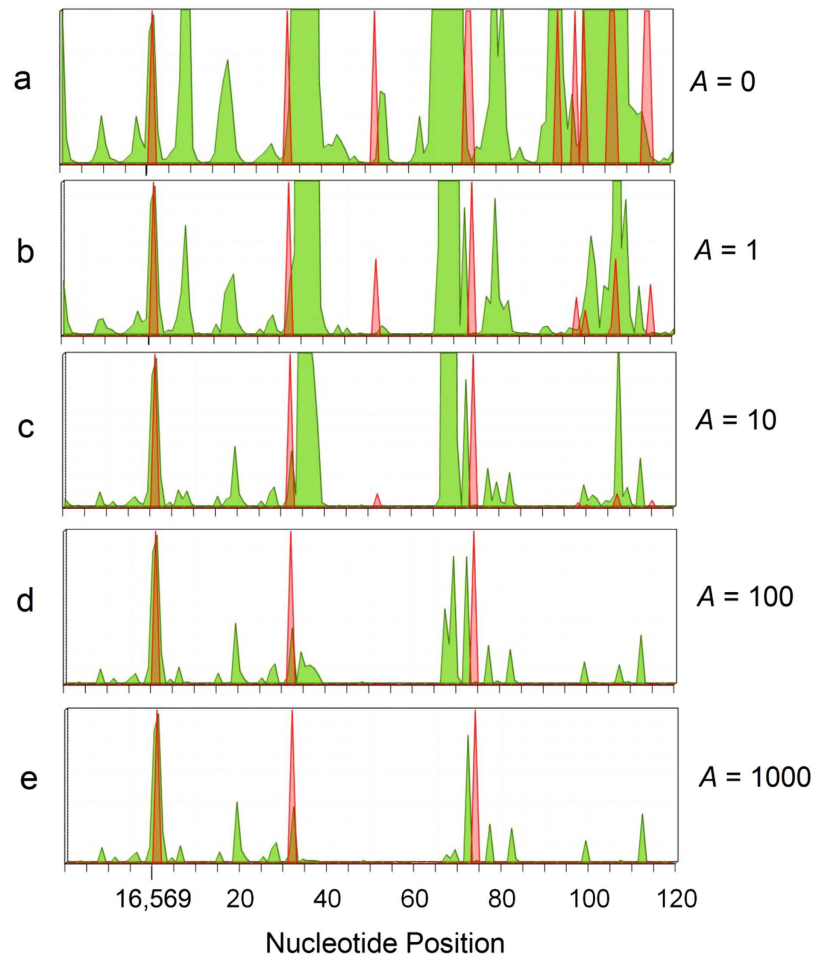 a
A = 0
b
A = 1
c
A = 10
d
A = 100
e
A = 1000
16,569 20 40 60 80 100 120
Nucleotide Position